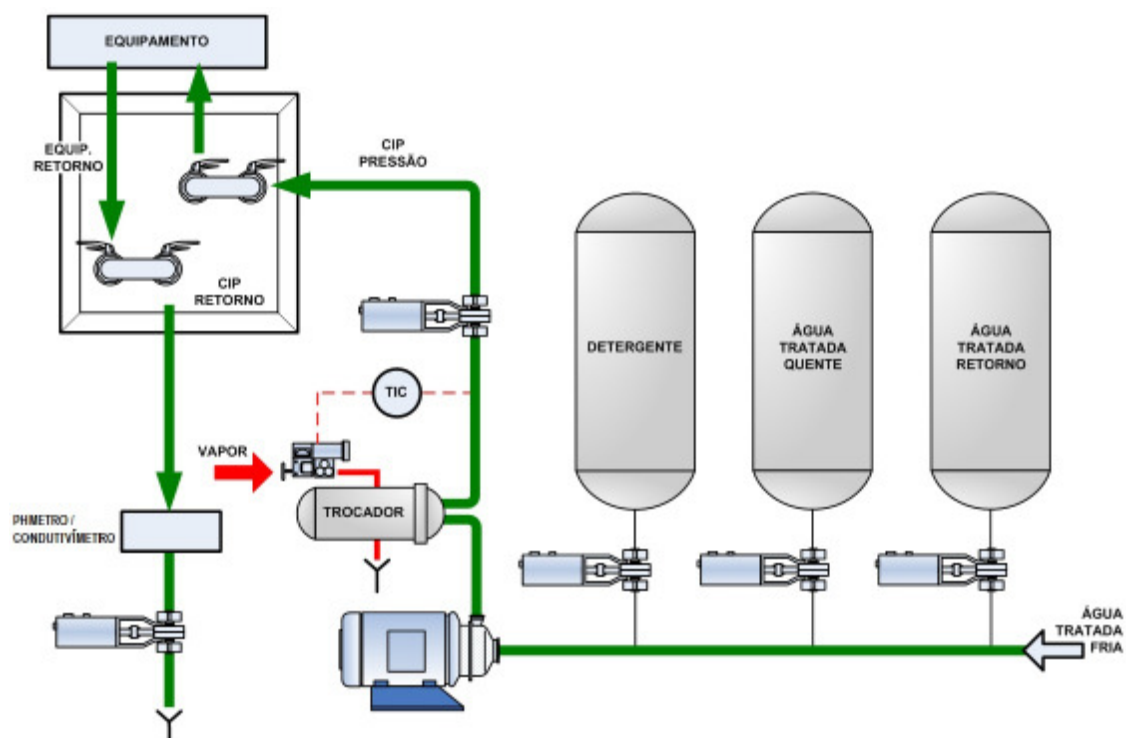 EQUIPAMENTO
EQUIP.
RETORNO
CIP
PRESSÃO
CIP
RETORNO
DETERGENTE
ÁGUA
TRATADA
QUENTE
ÁGUA
TRATADA
RETORNO
TIC
VAPOR
TROCADOR
PHMETRO /
CONDUTIVÍMETRO
ÁGUA
TRATADA
FRIA